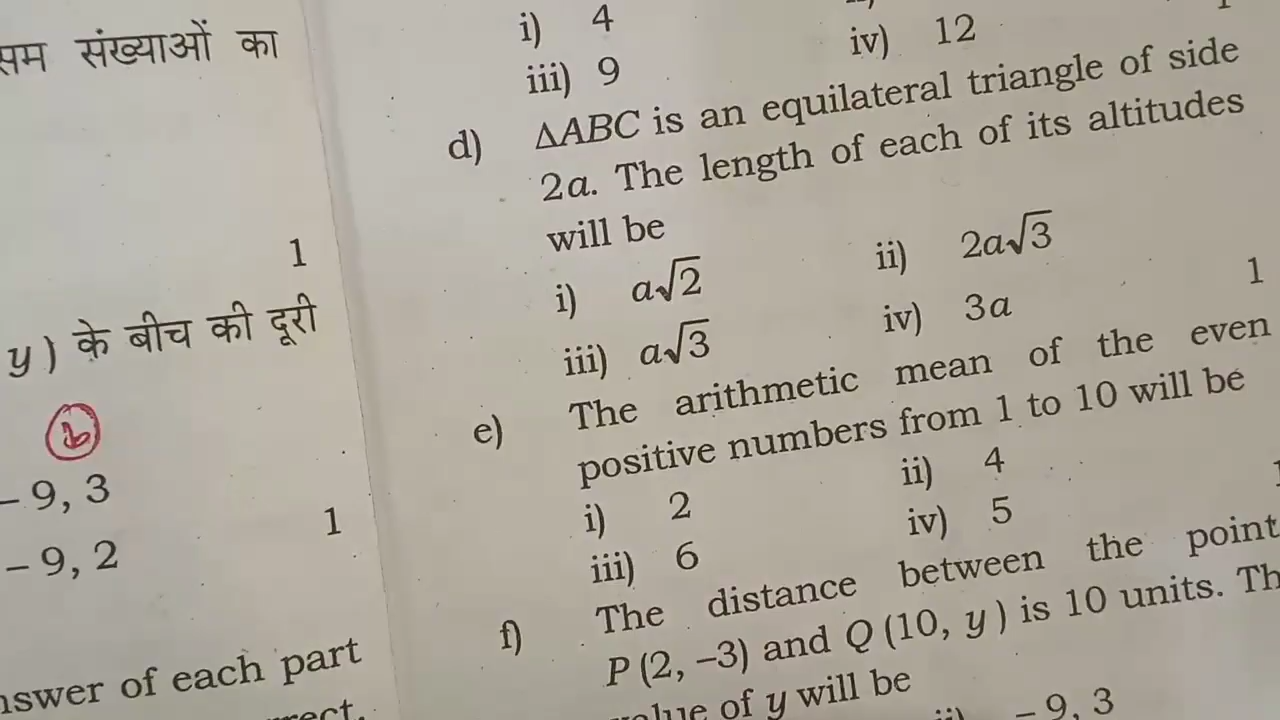 सम संख्याओं का
1
y ) के बीच की दूरी
b
– 9, 3
– 9, 2
1
of each part
i) 4
iv) 12
iii) 9
d) ΔABC is an equilateral triangle of side
2a. The length of each of its altitudes
will be
i) a√2 ii) 2a√3
iii) a√3 iv) 3a 1
e) The arithmetic mean of the even
positive numbers from 1 to 10 will be
i) 2 ii) 4
iii) 6 iv) 5
f) The distance between the point
P (2, –3) and Q (10, y ) is 10 units.
of y will be
– 9, 3